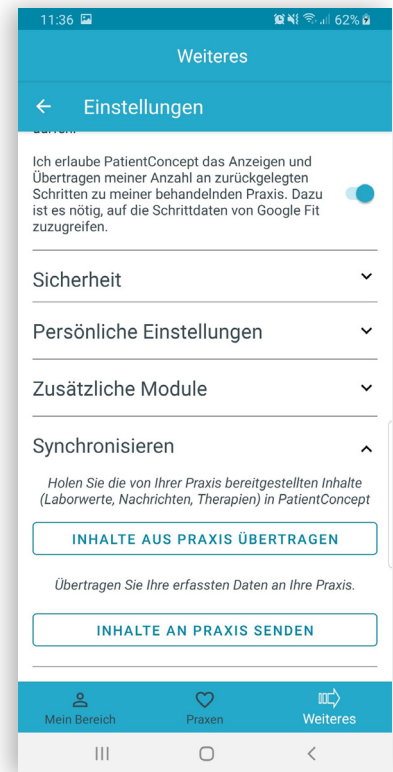 11:36 62%
Weiteres
Einstellungen
Ich erlaube PatientConcept das Anzeigen und
Übertragen meiner Anzahl an zurückgelegten
Schritten zu meiner behandelnden Praxis. Dazu
ist es nötig, auf die Schrittdaten von Google Fit
zuzugreifen.
Sicherheit
Persönliche Einstellungen
Zusätzliche Module
Synchronisieren
Holen Sie die von Ihrer Praxis bereitgestellten Inhalte
(Laborwerte, Nachrichten, Therapien) in PatientConcept
INHALTE AUS PRAXIS ÜBERTRAGEN
Übertragen Sie Ihre erfassten Daten an Ihre Praxis.
INHALTE AN PRAXIS SENDEN
Mein Bereich Praxen Weiteres